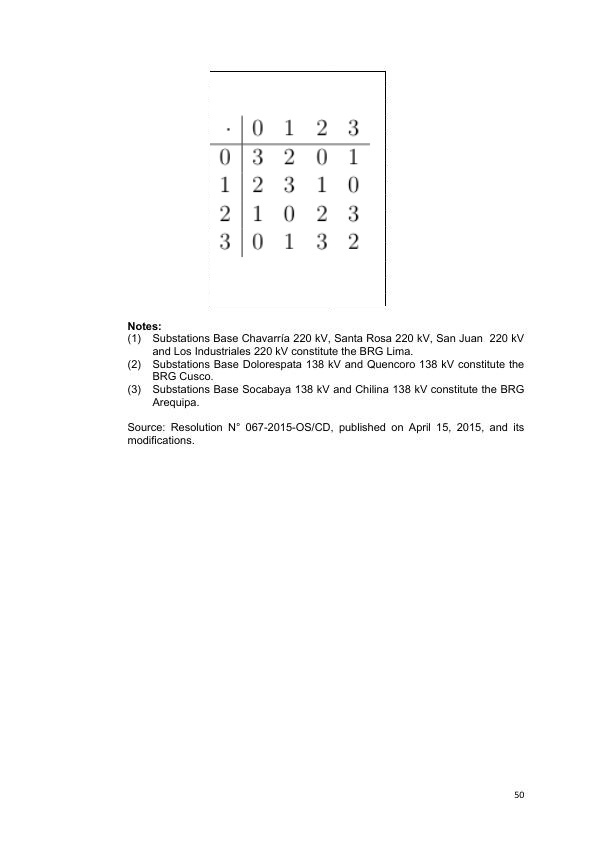 · 0 1 2 3
0 3 2 0 1
1 2 3 1 0
2 1 0 2 3
3 0 1 3 2
Notes:
(1) Substations Base Chavarría 220 kV, Santa Rosa 220 kV, San Juan 220 kV
and Los Industriales 220 kV constitute the BRG Lima.
(2) Substations Base Dolorespata 138 kV and Quencoro 138 kV constitute the
BRG Cusco.
(3) Substations Base Socabaya 138 kV and Chilina 138 kV constitute the BRG
Arequipa.
Source: Resolution N° 067-2015-OS/CD, published on April 15, 2015, and its
modifications.
50